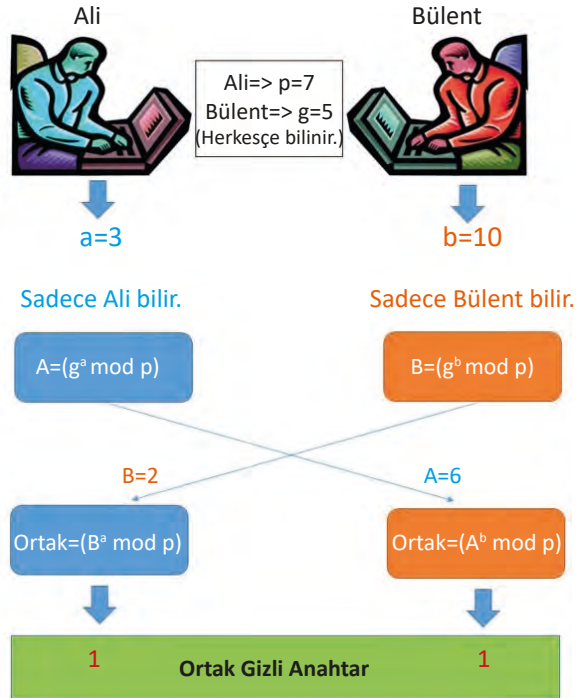 Ali
Bülent
Ali=> p=7
Bülent=> g=5
(Herkesçe bilinir.)
a=3
b=10
Sadece Ali bilir.
Sadece Bülent bilir.
A=(gᵃ mod p)
B=(gᵇ mod p)
B=2
A=6
Ortak=(Bᵃ mod p)
Ortak=(Aᵇ mod p)
1
Ortak Gizli Anahtar
1